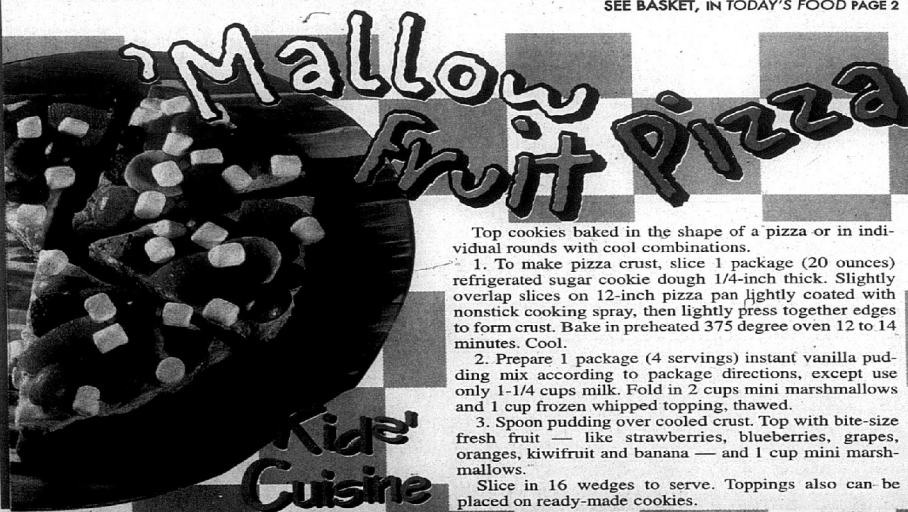 SEE BASKET, IN TODAY'S FOOD PAGE 2
'Mallow
Fruit Pizza
Top cookies baked in the shape of a pizza or in indi-
vidual rounds with cool combinations.
1. To make pizza crust, slice 1 package (20 ounces)
refrigerated sugar cookie dough 1/4-inch thick. Slightly
overlap slices on 12-inch pizza pan lightly coated with
nonstick cooking spray, then lightly press together edges
to form crust. Bake in preheated 375 degree oven 12 to 14
minutes. Cool.
2. Prepare 1 package (4 servings) instant vanilla pud-
ding mix according to package directions, except use
only 1-1/4 cups milk. Fold in 2 cups mini marshmallows
and 1 cup frozen whipped topping, thawed.
3. Spoon pudding over cooled crust. Top with bite-size
fresh fruit — like strawberries, blueberries, grapes,
oranges, kiwifruit and banana — and 1 cup mini marsh-
mallows.
Slice in 16 wedges to serve. Toppings also can be
placed on ready-made cookies.
Kids'
Cuisine